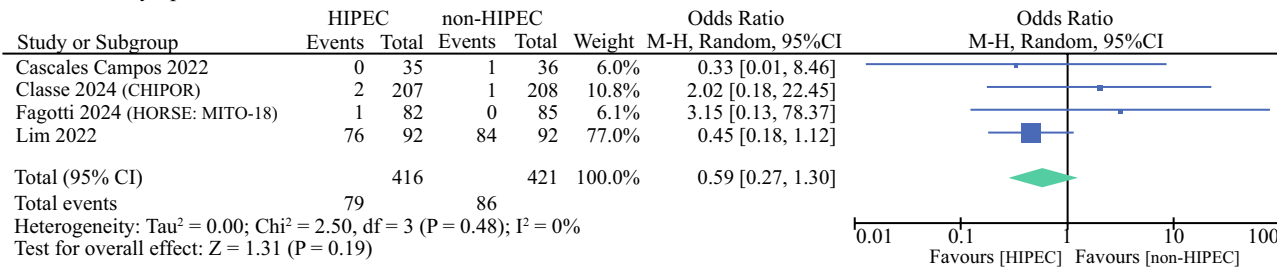 HIPEC non-HIPEC Odds Ratio Odds Ratio
Study or Subgroup Events Total Events Total Weight M-H, Random, 95%CI M-H, Random, 95%CI
Cascales Campos 2022 0 35 1 36 6.0% 0.33 [0.01, 8.46]
Classe 2024 (CHIPOR) 2 207 1 208 10.8% 2.02 [0.18, 22.45]
Fagotti 2024 (HORSE: MITO-18) 1 82 0 85 6.1% 3.15 [0.13, 78.37]
Lim 2022 76 92 84 92 77.0% 0.45 [0.18, 1.12]
Total (95% CI) 416 421 100.0% 0.59 [0.27, 1.30]
Total events 79 86
Heterogeneity: Tau² = 0.00; Chi² = 2.50, df = 3 (P = 0.48); I² = 0%
Test for overall effect: Z = 1.31 (P = 0.19)
0.01 0.1 1 10 100
Favours [HIPEC] Favours [non-HIPEC]